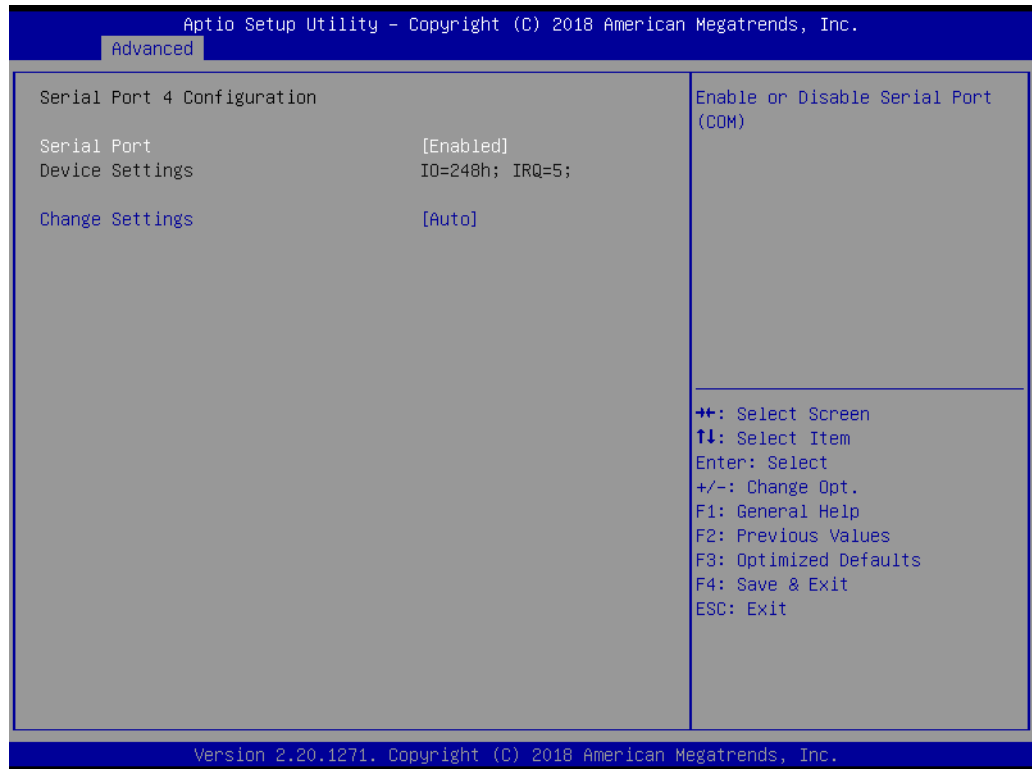 Aptio Setup Utility – Copyright (C) 2018 American Megatrends, Inc.
Advanced
Serial Port 4 Configuration
Serial Port [Enabled]
Device Settings IO=248h; IRQ=5;
Change Settings [Auto]
Enable or Disable Serial Port
(COM)
→←: Select Screen
↑↓: Select Item
Enter: Select
+/-: Change Opt.
F1: General Help
F2: Previous Values
F3: Optimized Defaults
F4: Save & Exit
ESC: Exit
Version 2.20.1271. Copyright (C) 2018 American Megatrends, Inc.